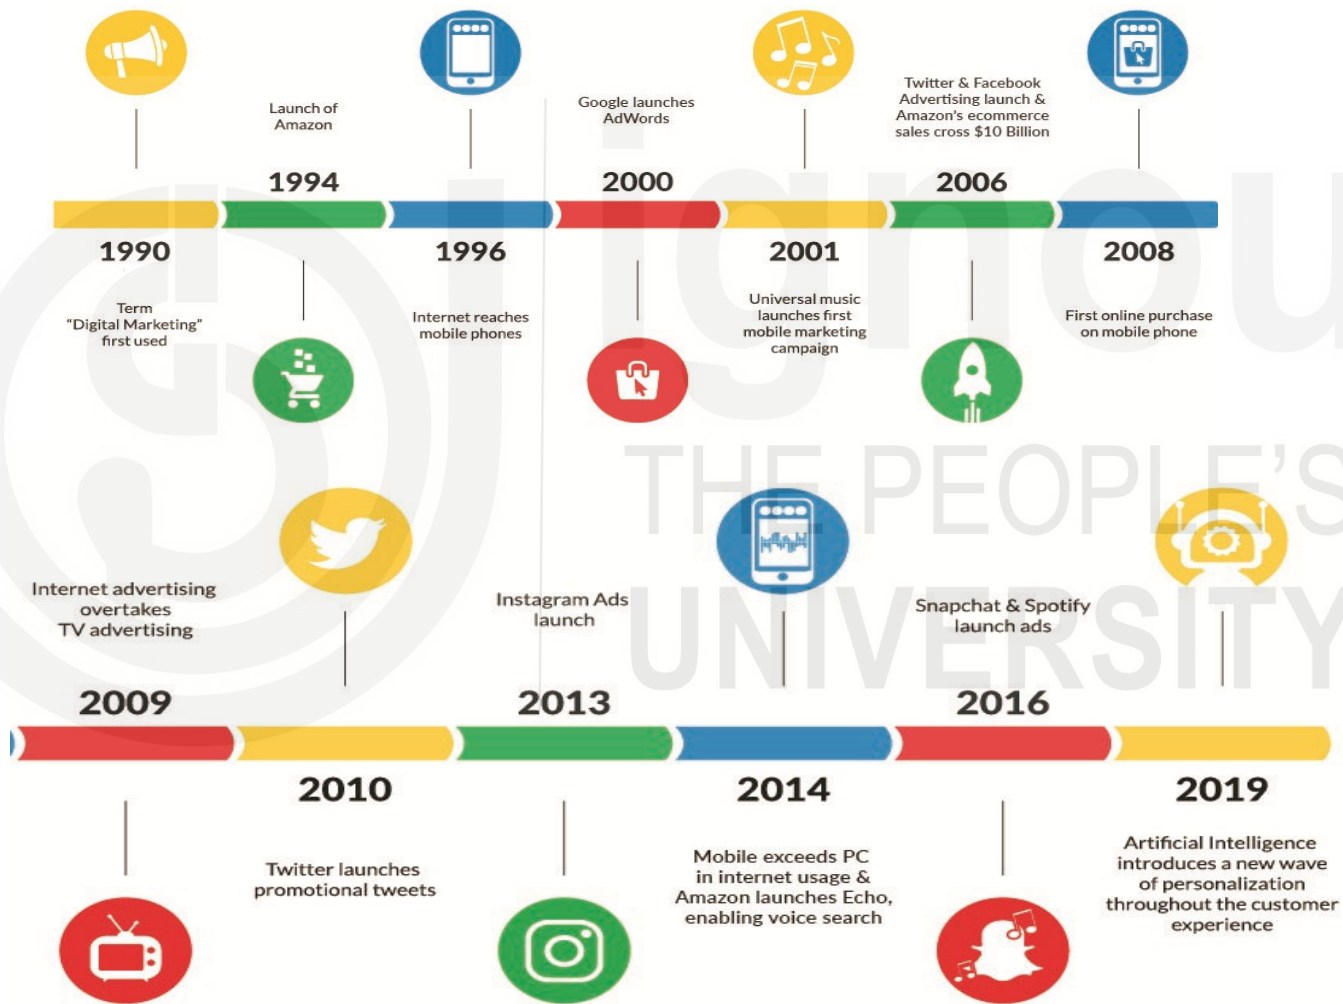 Launch of
Amazon
Google launches
AdWords
Twitter & Facebook
Advertising launch &
Amazon's ecommerce
sales cross $10 Billion
1994
2000
2006
1990
1996
2001
2008
Term
"Digital Marketing"
first used
Internet reaches
mobile phones
Universal music
launches first
mobile marketing
campaign
First online purchase
on mobile phone
ignou
THE PEOPLE'S
UNIVERSITY
Internet advertising
overtakes
TV advertising
Instagram Ads
launch
Snapchat & Spotify
launch ads
2009
2013
2016
2010
2014
2019
Twitter launches
promotional tweets
Mobile exceeds PC
in internet usage &
Amazon launches Echo,
enabling voice search
Artificial Intelligence
introduces a new wave
of personalization
throughout the customer
experience